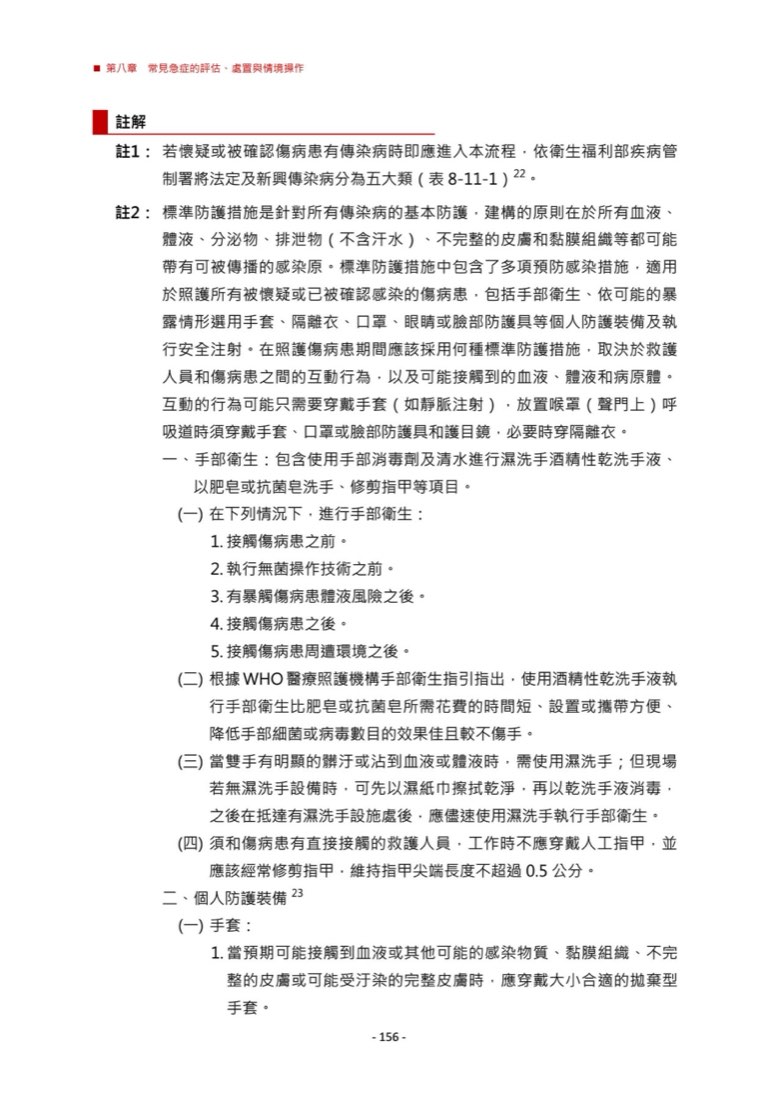 ■ 第八章　常見急症的評估、處置與情境操作
註解
註1： 若懷疑或被確認傷病患有傳染病時即應進入本流程，依衛生福利部疾病管
制署將法定及新興傳染病分為五大類（表 8-11-1）22。
註2： 標準防護措施是針對所有傳染病的基本防護，建構的原則在於所有血液、
體液、分泌物、排泄物（不含汗水）、不完整的皮膚和黏膜組織等都可能
帶有可被傳播的感染原。標準防護措施中包含了多項預防感染措施，適用
於照護所有被懷疑或已被確認感染的傷病患，包括手部衛生、依可能的暴
露情形選用手套、隔離衣、口罩、眼睛或臉部防護具等個人防護裝備及執
行安全注射。在照護傷病患期間應該採用何種標準防護措施，取決於救護
人員和傷病患之間的互動行為，以及可能接觸到的血液、體液和病原體。
互動的行為可能只需要穿戴手套（如靜脈注射），放置喉罩（聲門上）呼
吸道時須穿戴手套、口罩或臉部防護具和護目鏡，必要時穿隔離衣。
一、手部衛生：包含使用手部消毒劑及清水進行濕洗手酒精性乾洗手液、
以肥皂或抗菌皂洗手、修剪指甲等項目。
(一) 在下列情況下，進行手部衛生：
1. 接觸傷病患之前。
2. 執行無菌操作技術之前。
3. 有暴觸傷病患體液風險之後。
4. 接觸傷病患之後。
5. 接觸傷病患周遭環境之後。
(二) 根據 WHO 醫療照護機構手部衛生指引指出，使用酒精性乾洗手液執
行手部衛生比肥皂或抗菌皂所需花費的時間短、設置或攜帶方便、
降低手部細菌或病毒數目的效果佳且較不傷手。
(三) 當雙手有明顯的髒汙或沾到血液或體液時，需使用濕洗手；但現場
若無濕洗手設備時，可先以濕紙巾擦拭乾淨，再以乾洗手液消毒，
之後在抵達有濕洗手設施處後，應儘速使用濕洗手執行手部衛生。
(四) 須和傷病患有直接接觸的救護人員，工作時不應穿戴人工指甲，並
應該經常修剪指甲，維持指甲尖端長度不超過 0.5 公分。
二、個人防護裝備 23
(一) 手套：
1. 當預期可能接觸到血液或其他可能的感染物質、黏膜組織、不完
整的皮膚或可能受汙染的完整皮膚時，應穿戴大小合適的拋棄型
手套。
- 156 -